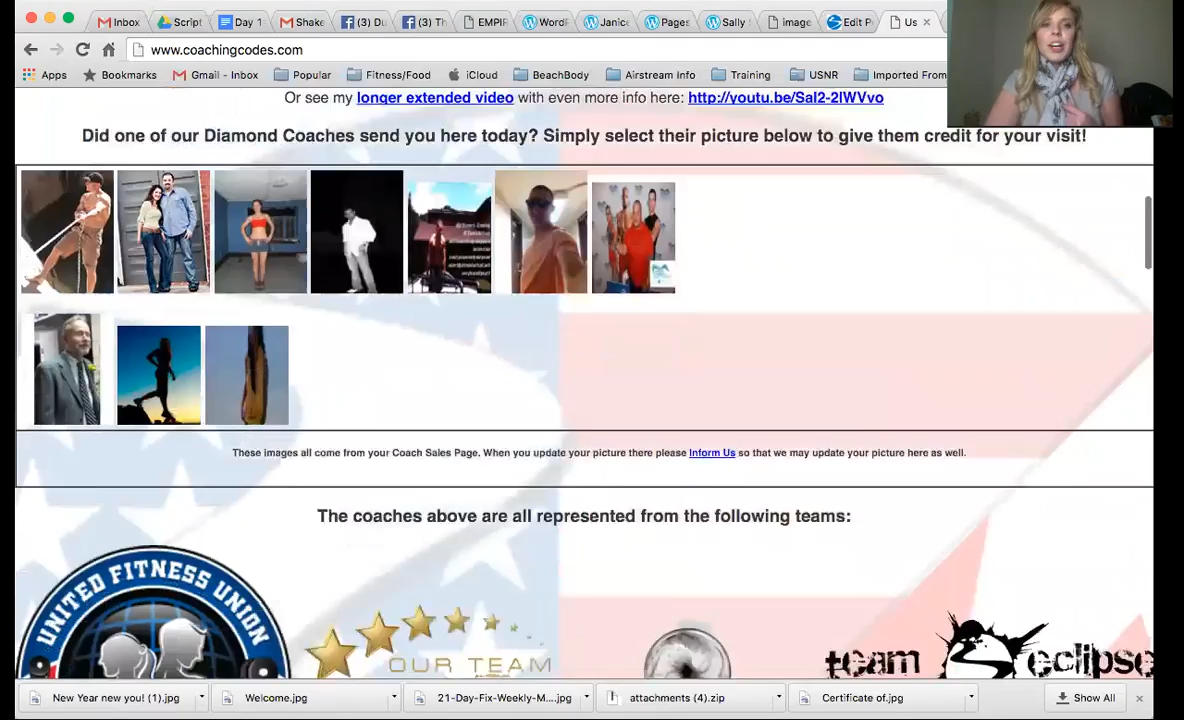 Inbox
Script
Day 1
Shake
(3) Du
(3) Th
EMPIR
WordP
Janice
Pages
Sally
image
Edit P
Us
www.coachingcodes.com
Apps
Bookmarks
Gmail - Inbox
Popular
Fitness/Food
iCloud
BeachBody
Airstream Info
Training
USNR
Imported From
Or see my longer extended video with even more info here: http://youtu.be/SaI2-2IWVvo
Did one of our Diamond Coaches send you here today? Simply select their picture below to give them credit for your visit!
These images all come from your Coach Sales Page. When you update your picture there please Inform Us so that we may update your picture here as well.
The coaches above are all represented from the following teams:
UNITED FITNESS UNION
OUR TEAM
team eclipse
New Year new you! (1).jpg
Welcome.jpg
21-Day-Fix-Weekly-M....jpg
attachments (4).zip
Certificate of.jpg
Show All